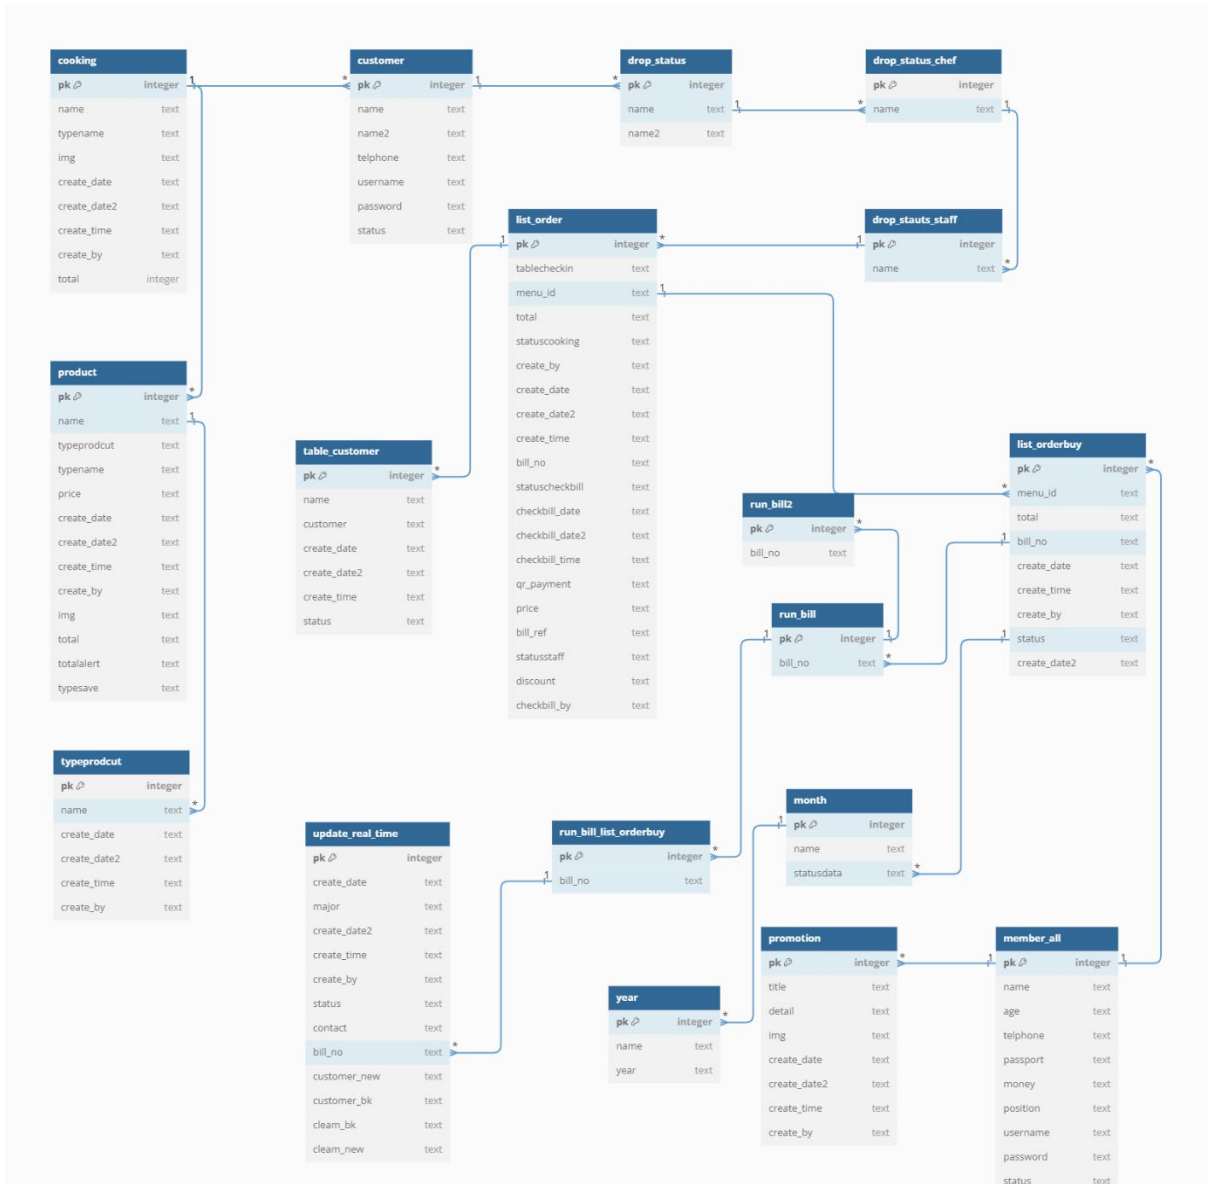 cooking
pk integer
name text
typename text
img text
create_date text
create_date2 text
create_time text
create_by text
total integer
customer
pk integer
name text
name2 text
telphone text
username text
password text
status text
drop_status
pk integer
name text
name2 text
drop_status_chef
pk integer
name text
drop_stauts_staff
pk integer
name text
list_order
pk integer
tablecheckin text
menu_id text
total text
statuscooking text
create_by text
create_date text
create_date2 text
create_time text
bill_no text
statuscheckbill text
checkbill_date text
checkbill_date2 text
checkbill_time text
qr_payment text
price text
bill_ref text
statusstaff text
discount text
checkbill_by text
product
pk integer
name text
typeprodcut text
typename text
price text
create_date text
create_date2 text
create_time text
create_by text
img text
total text
totalalert text
typesave text
table_customer
pk integer
name text
customer text
create_date text
create_date2 text
create_time text
status text
list_orderbuy
pk integer
menu_id text
total text
bill_no text
create_date text
create_time text
create_by text
status text
create_date2 text
run_bill2
pk integer
bill_no text
run_bill
pk integer
bill_no text
typeprodcut
pk integer
name text
create_date text
create_date2 text
create_time text
create_by text
update_real_time
pk integer
create_date text
major text
create_date2 text
create_time text
create_by text
status text
contact text
bill_no text
customer_new text
customer_bk text
cleam_bk text
cleam_new text
run_bill_list_orderbuy
pk integer
bill_no text
month
pk integer
name text
statusdata text
year
pk integer
name text
year text
promotion
pk integer
title text
detail text
img text
create_date text
create_date2 text
create_time text
create_by text
member_all
pk integer
name text
age text
telphone text
passport text
money text
position text
username text
password text
status text